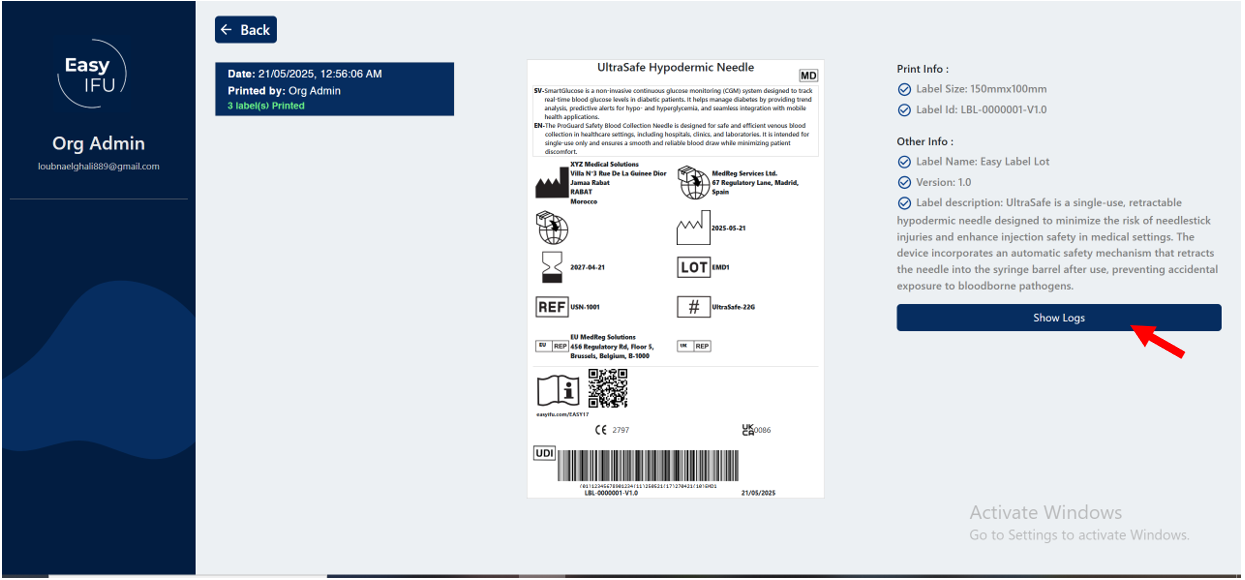 Easy
IFU
Org Admin
loubnaelghali889@gmail.com
← Back
Date: 21/05/2025, 12:56:06 AM
Printed by: Org Admin
3 label(s) Printed
UltraSafe Hypodermic Needle
MD
SV-SmartGlucose is a non-invasive continuous glucose monitoring (CGM) system designed to track
real-time blood glucose levels in diabetic patients. It helps manage diabetes by providing trend
analysis, predictive alerts for hypo- and hyperglycemia, and seamless integration with mobile
health applications.
EN-The ProGuard Safety Blood Collection Needle is designed for safe and efficient venous blood
collection in healthcare settings, including hospitals, clinics, and laboratories. It is intended for
single-use only and ensures a smooth and reliable blood draw while minimizing patient
discomfort.
XYZ Medical Solutions
Villa N°3 Rue De La Guinee Dior
Jamaa Rabat
RABAT
Morocco
MedReg Services Ltd.
67 Regulatory Lane, Madrid,
Spain
2025-05-21
2027-04-21
LOT EMD1
REF USN-1001
# UltraSafe-22G
EU REP
EU MedReg Solutions
456 Regulatory Rd, Floor 5,
Brussels, Belgium, B-1000
UK REP
easyifu.com/EASY17
CE 2797
UK
CA 0086
UDI
(01)12345678901234(11)250521(17)270421(10)EMD1
LBL-0000001-V1.0
21/05/2025
Print Info :
Label Size: 150mmx100mm
Label Id: LBL-0000001-V1.0
Other Info :
Label Name: Easy Label Lot
Version: 1.0
Label description: UltraSafe is a single-use, retractable
hypodermic needle designed to minimize the risk of needlestick
injuries and enhance injection safety in medical settings. The
device incorporates an automatic safety mechanism that retracts
the needle into the syringe barrel after use, preventing accidental
exposure to bloodborne pathogens.
Show Logs
Activate Windows
Go to Settings to activate Windows.